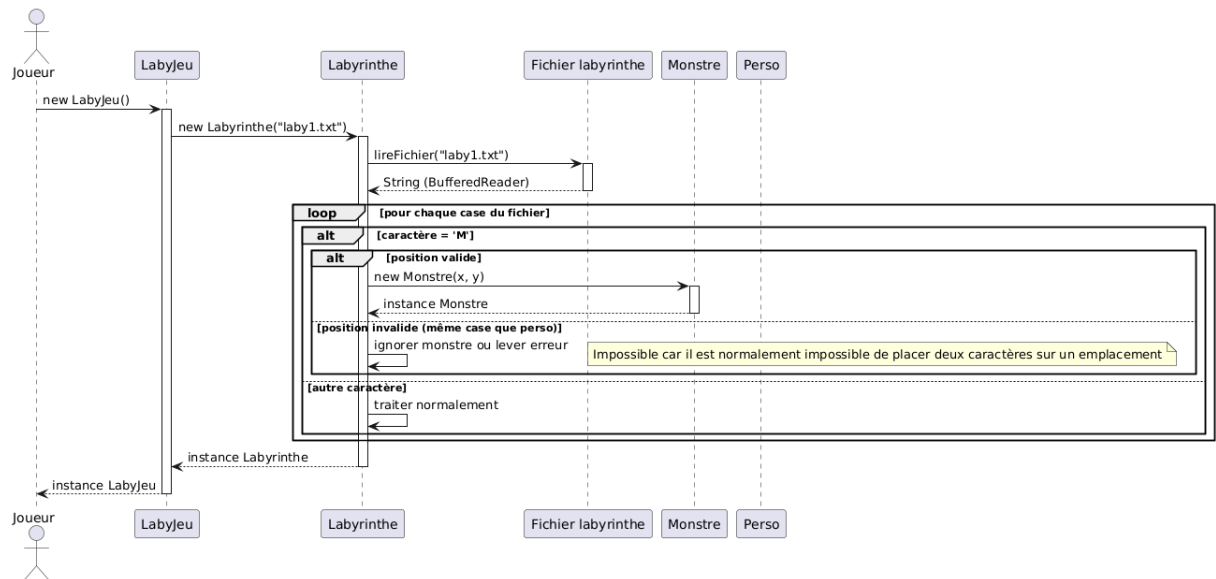 Joueur
LabyJeu
Labyrinthe
Fichier labyrinthe
Monstre
Perso
new LabyJeu()
new Labyrinthe("laby1.txt")
lireFichier("laby1.txt")
String (BufferedReader)
loop [pour chaque case du fichier]
alt [caractère = 'M']
alt [position valide]
new Monstre(x, y)
instance Monstre
[position invalide (même case que perso)]
ignorer monstre ou lever erreur
Impossible car il est normalement impossible de placer deux caractères sur un emplacement
[autre caractère]
traiter normalement
instance Labyrinthe
instance LabyJeu
Joueur
LabyJeu
Labyrinthe
Fichier labyrinthe
Monstre
Perso